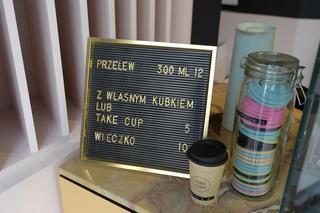 PRZELEW 300 ML 12
Z WŁASNYM KUBKIEM
LUB
TAKE CUP 5
WIECZKO 10